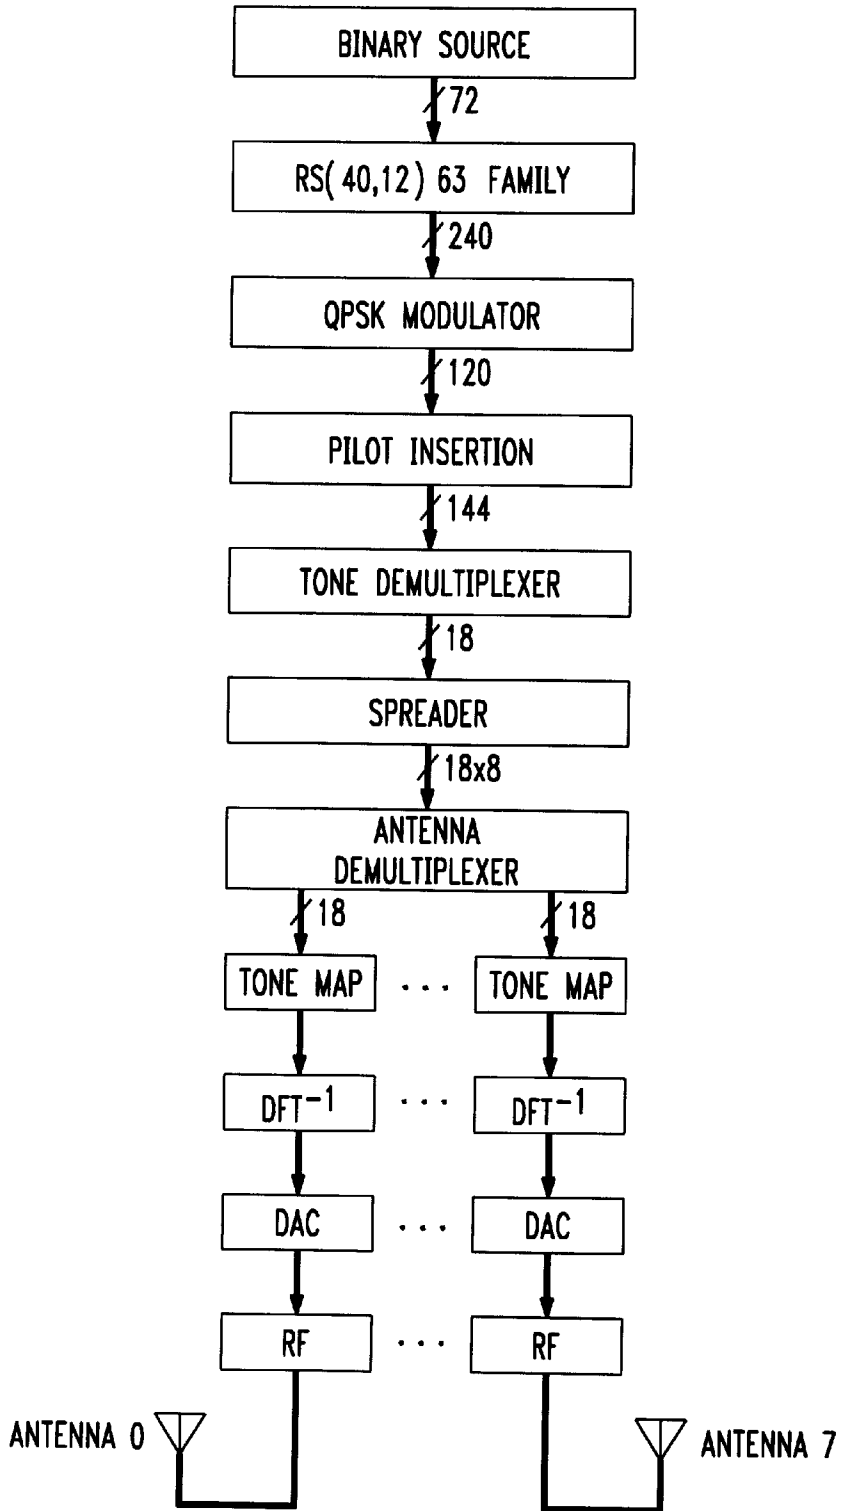 BINARY SOURCE
72
RS(40,12) 63 FAMILY
240
QPSK MODULATOR
120
PILOT INSERTION
144
TONE DEMULTIPLEXER
18
SPREADER
18x8
ANTENNA
DEMULTIPLEXER
18 18
TONE MAP ... TONE MAP
DFT⁻¹ ... DFT⁻¹
DAC ... DAC
RF ... RF
ANTENNA 0 ANTENNA 7